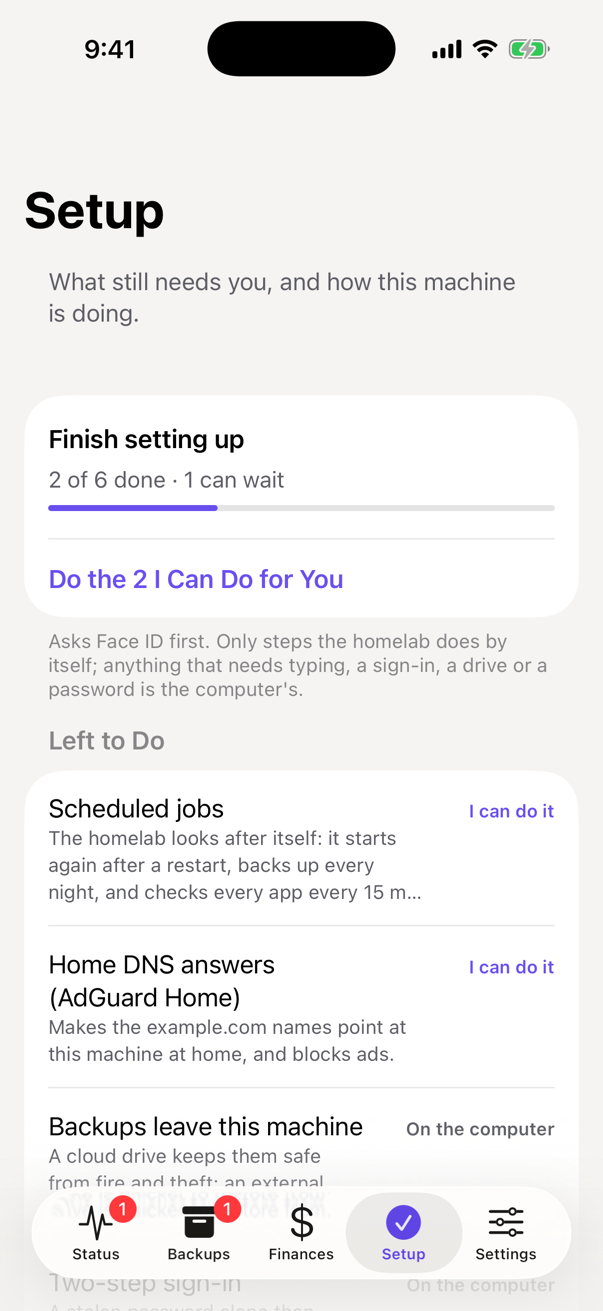 9:41
Setup
What still needs you, and how this machine
is doing.
Finish setting up
2 of 6 done · 1 can wait
Do the 2 I Can Do for You
Asks Face ID first. Only steps the homelab does by
itself; anything that needs typing, a sign-in, a drive or a
password is the computer's.
Left to Do
Scheduled jobs
I can do it
The homelab looks after itself: it starts
again after a restart, backs up every
night, and checks every app every 15 m...
Home DNS answers
(AdGuard Home)
I can do it
Makes the example.com names point at
this machine at home, and blocks ads.
Backups leave this machine
On the computer
A cloud drive keeps them safe
from fire and theft; an external
1
1
Status
Backups
Finances
Setup
Settings
Two-step sign-in
On the computer
A stolen password alone then